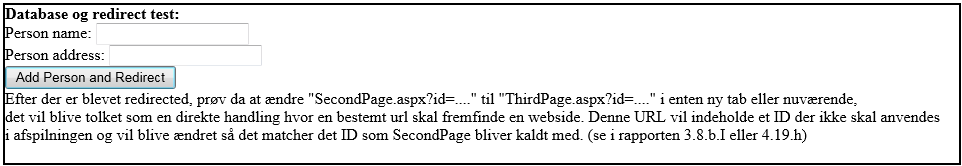 Database og redirect test:
Person name:
Person address:
Add Person and Redirect
Efter der er blevet redirected, prøv da at ændre "SecondPage.aspx?id=...." til "ThirdPage.aspx?id=...." i enten ny tab eller nuværende,
det vil blive tolket som en direkte handling hvor en bestemt url skal fremfinde en webside. Denne URL vil indeholde et ID der ikke skal anvendes
i afspilningen og vil blive ændret så det matcher det ID som SecondPage bliver kaldt med. (se i rapporten 3.8.b.I eller 4.19.h)